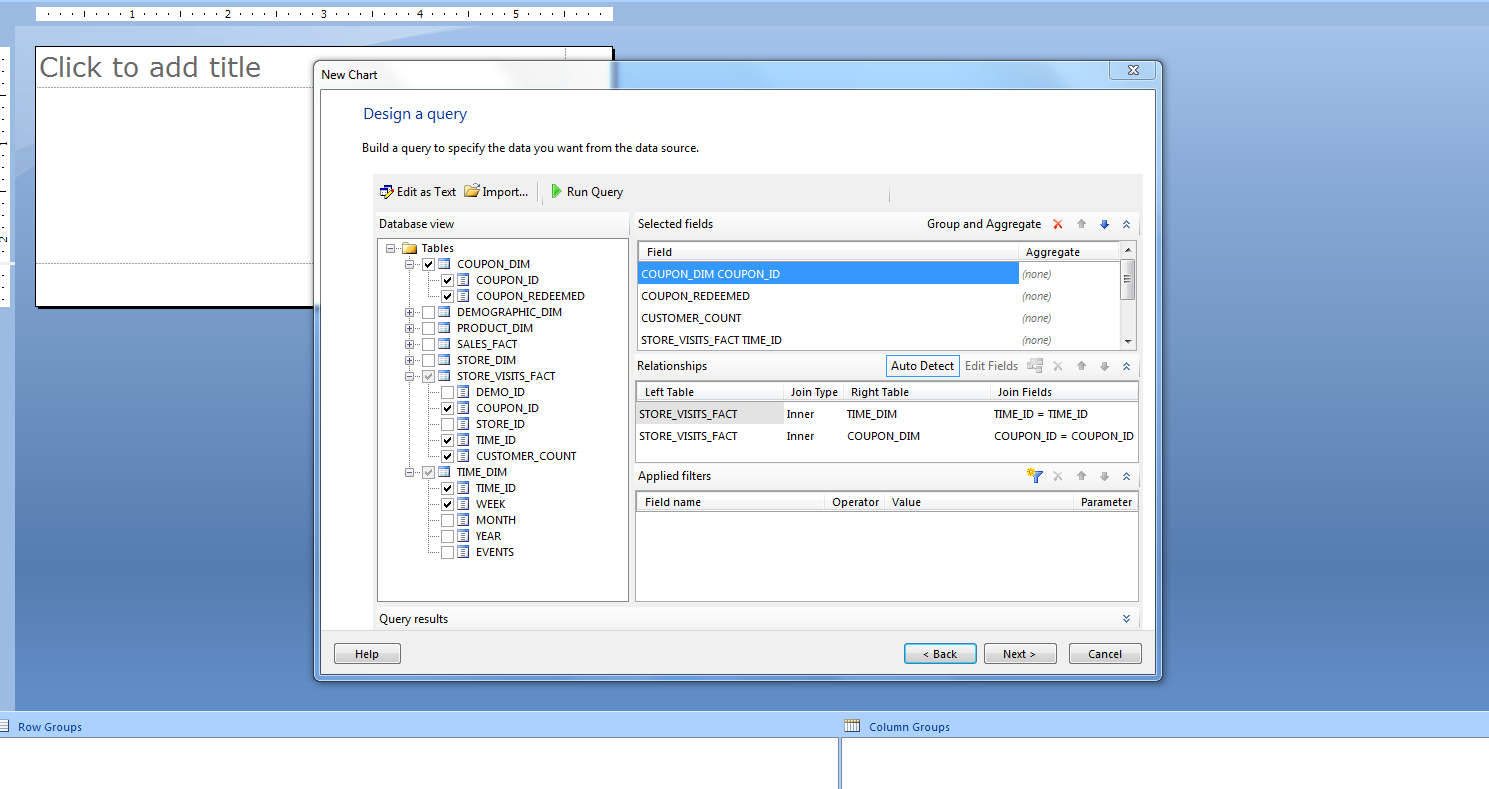 1 2 3 4 5
Click to add title
1
2
New Chart
Design a query
Build a query to specify the data you want from the data source.
Edit as Text Import... Run Query
Database view
Tables
COUPON_DIM
COUPON_ID
COUPON_REDEEMED
DEMOGRAPHIC_DIM
PRODUCT_DIM
SALES_FACT
STORE_DIM
STORE_VISITS_FACT
DEMO_ID
COUPON_ID
STORE_ID
TIME_ID
CUSTOMER_COUNT
TIME_DIM
TIME_ID
WEEK
MONTH
YEAR
EVENTS
Selected fields Group and Aggregate
Field Aggregate
COUPON_DIM COUPON_ID (none)
COUPON_REDEEMED (none)
CUSTOMER_COUNT (none)
STORE_VISITS_FACT TIME_ID (none)
Relationships Auto Detect Edit Fields
Left Table Join Type Right Table Join Fields
STORE_VISITS_FACT Inner TIME_DIM TIME_ID = TIME_ID
STORE_VISITS_FACT Inner COUPON_DIM COUPON_ID = COUPON_ID
Applied filters
Field name Operator Value Parameter
Query results
Help < Back Next > Cancel
Row Groups Column Groups